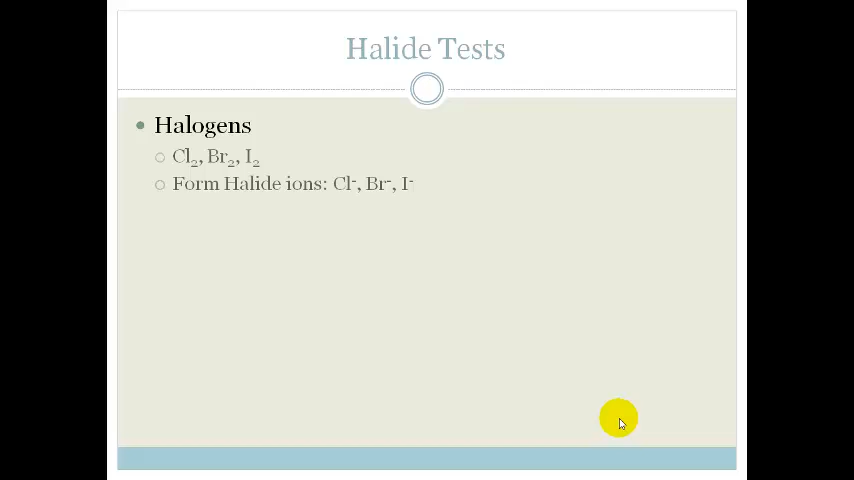 Halide Tests
Halogens
Cl₂, Br₂, I₂
Form Halide ions: Cl⁻, Br⁻, I⁻